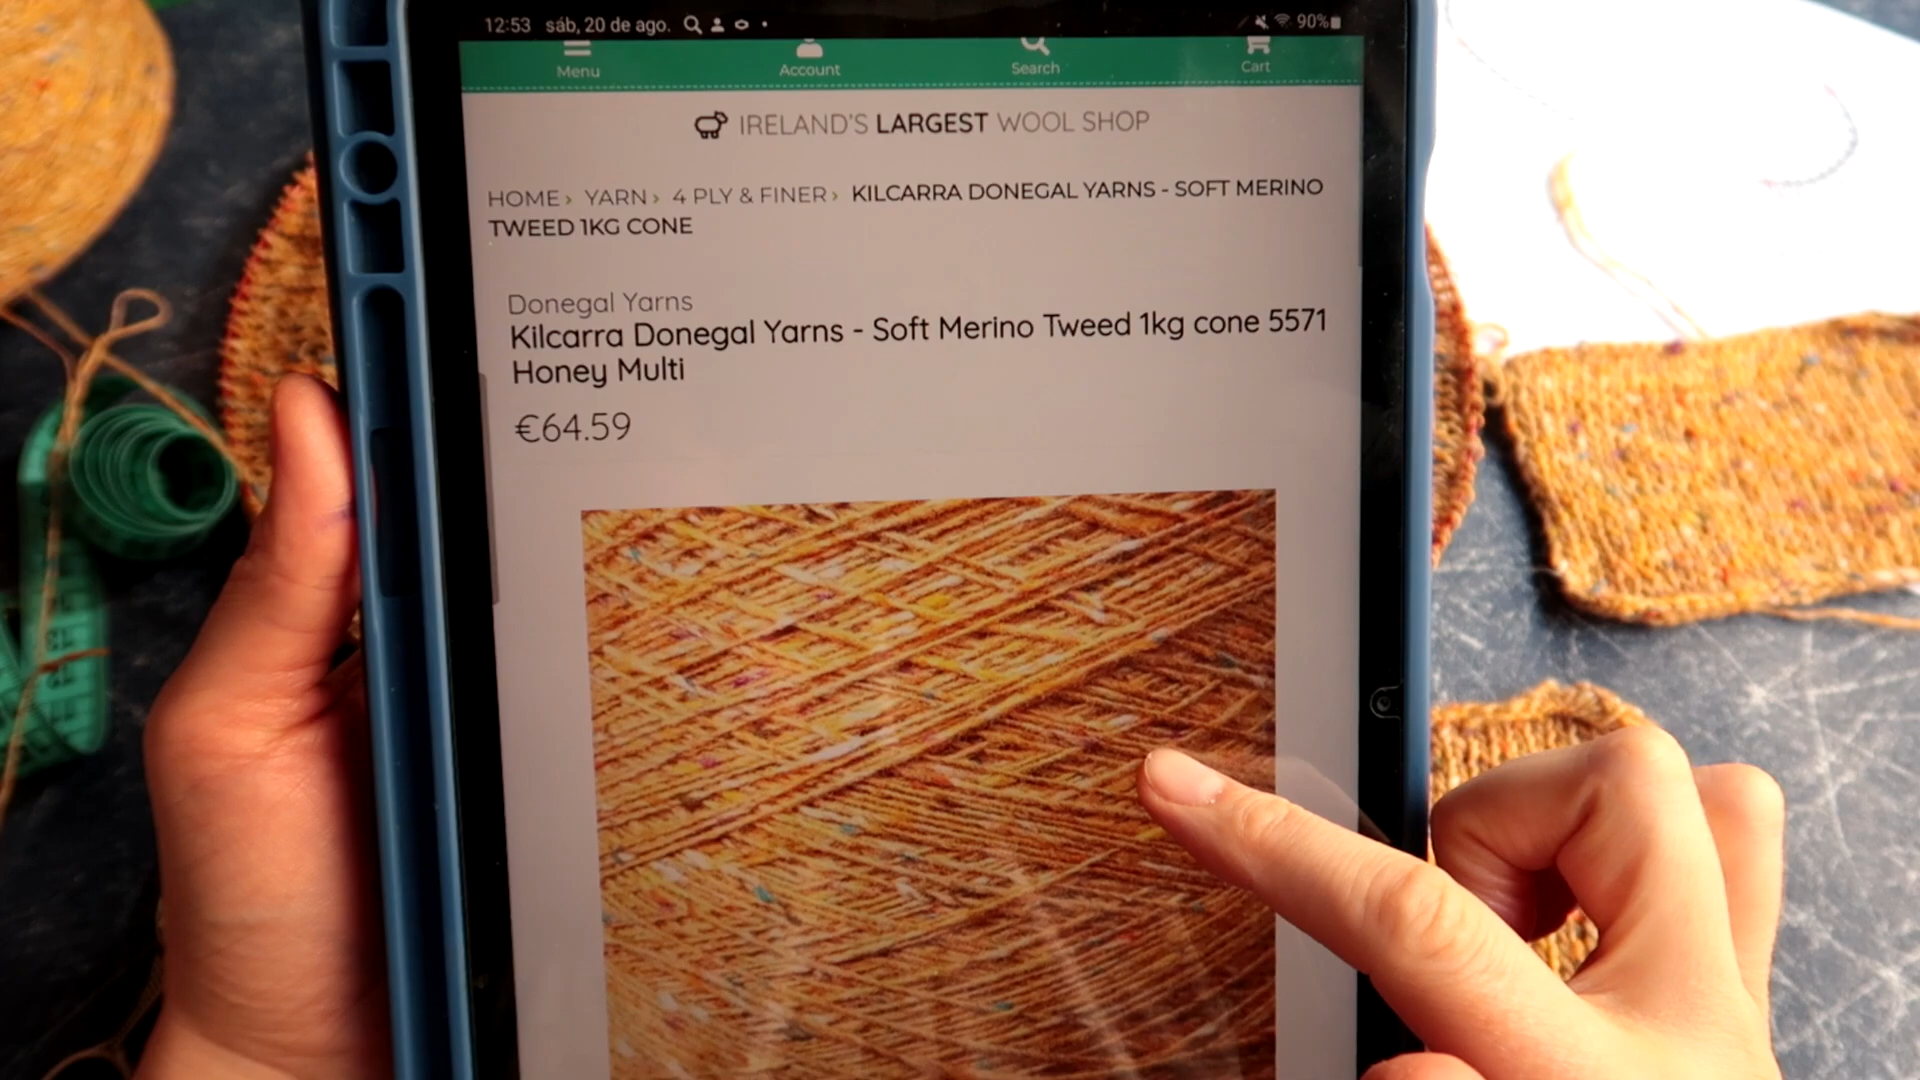 12:53 sáb, 20 de ago.
90%
Menu
Account
Search
Cart
IRELAND'S LARGEST WOOL SHOP
HOME › YARN › 4 PLY & FINER › KILCARRA DONEGAL YARNS - SOFT MERINO
TWEED 1KG CONE
Donegal Yarns
Kilcarra Donegal Yarns - Soft Merino Tweed 1kg cone 5571
Honey Multi
€64.59